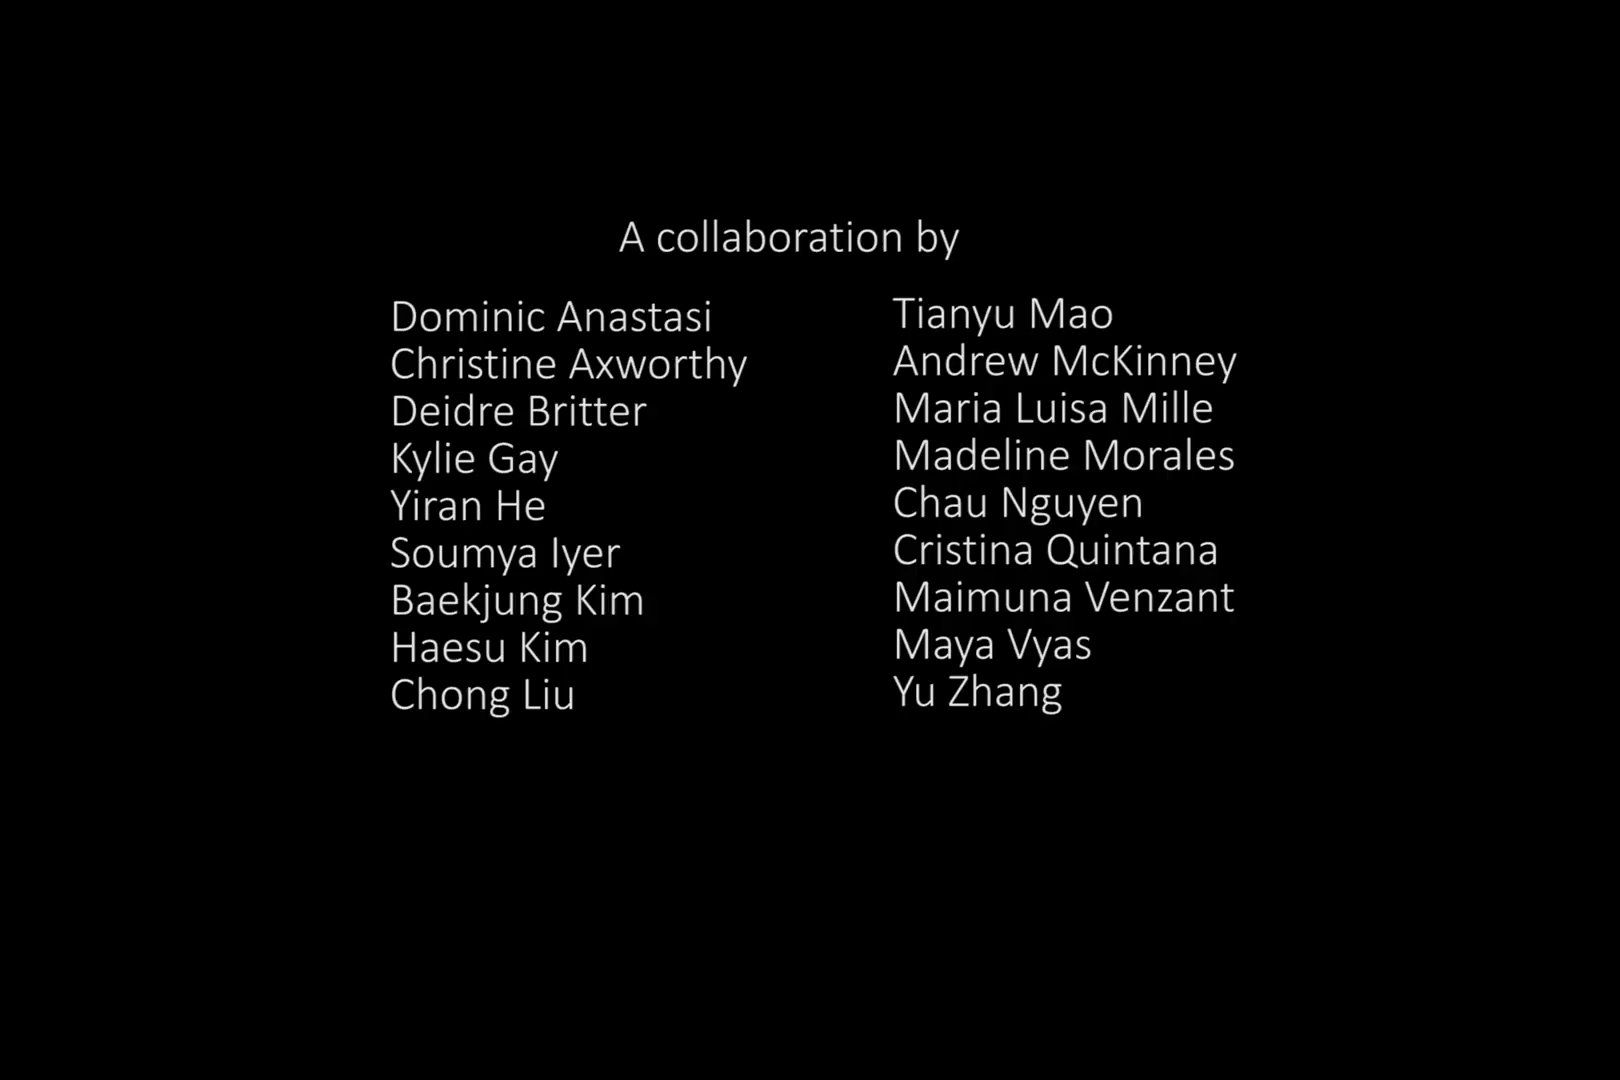 A collaboration by
Dominic Anastasi
Christine Axworthy
Deidre Britter
Kylie Gay
Yiran He
Soumya Iyer
Baekjung Kim
Haesu Kim
Chong Liu
Tianyu Mao
Andrew McKinney
Maria Luisa Mille
Madeline Morales
Chau Nguyen
Cristina Quintana
Maimuna Venzant
Maya Vyas
Yu Zhang